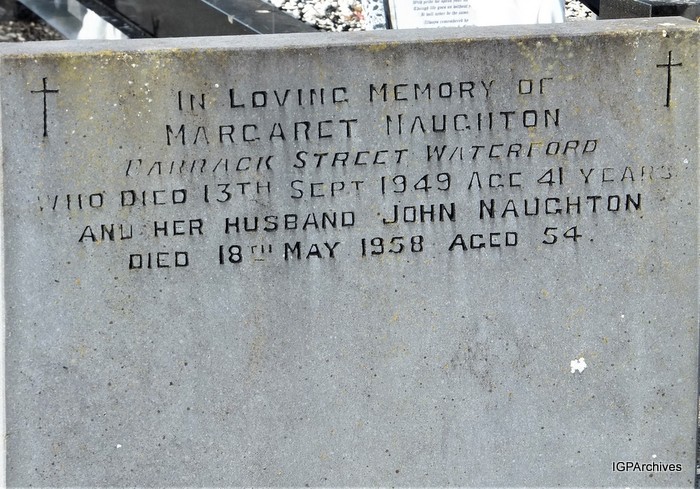 IN LOVING MEMORY OF
MARGARET NAUGHTON
BARRACK STREET WATERFORD
WHO DIED 13TH SEPT 1949 AGE 41 YEARS
AND HER HUSBAND JOHN NAUGHTON
DIED 18TH MAY 1958 AGED 54.
IGPArchives